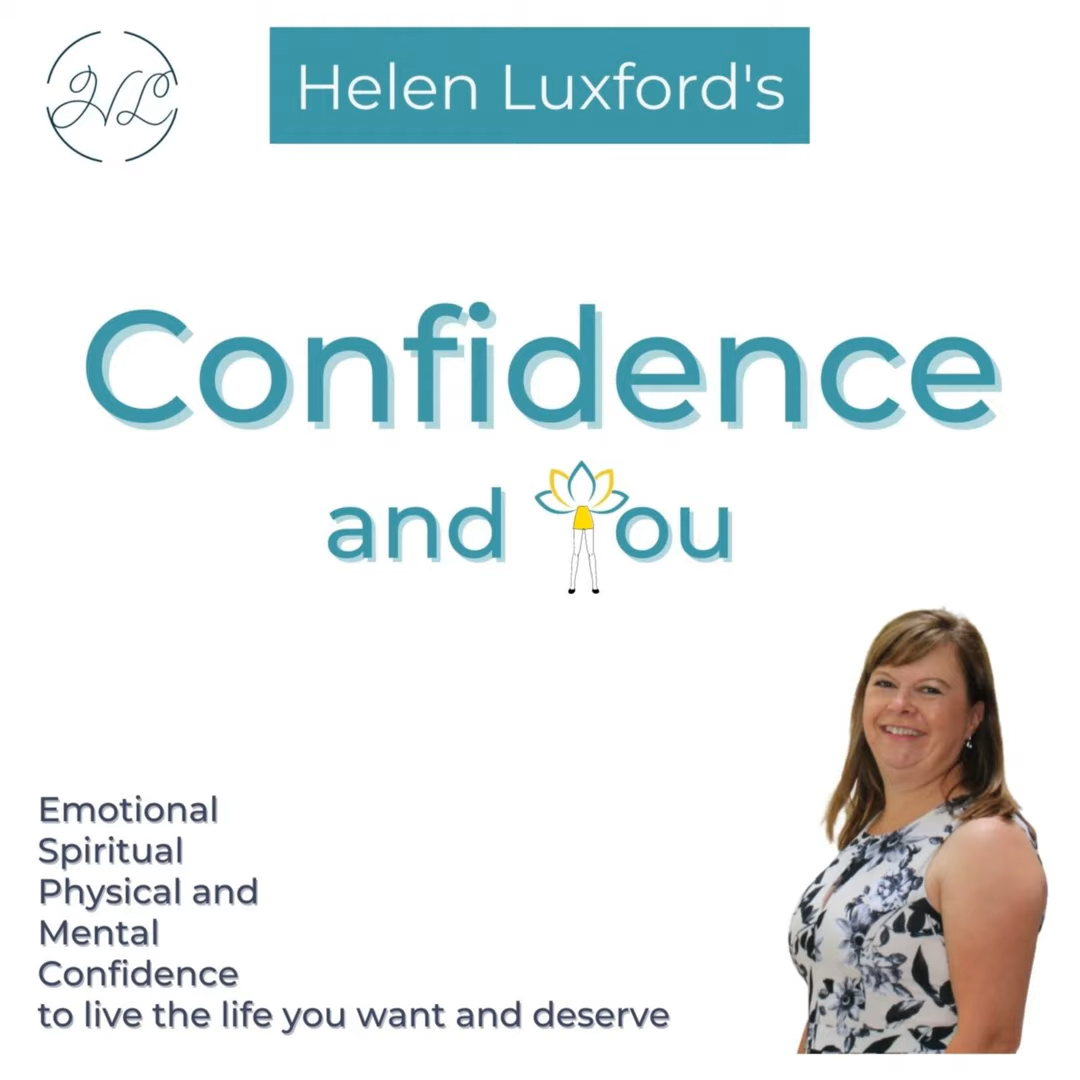 HL
Helen Luxford's
Confidence
and You
Emotional
Spiritual
Physical and
Mental
Confidence
to live the life you want and deserve